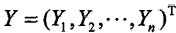 Y = (Y₁, Y₂, ⋯, Yₙ)ᵀ